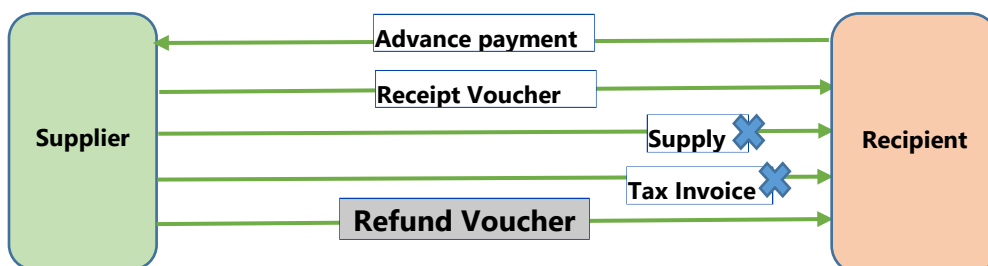 Advance payment
Receipt Voucher
Supplier
Supply
Recipient
Tax Invoice
Refund Voucher